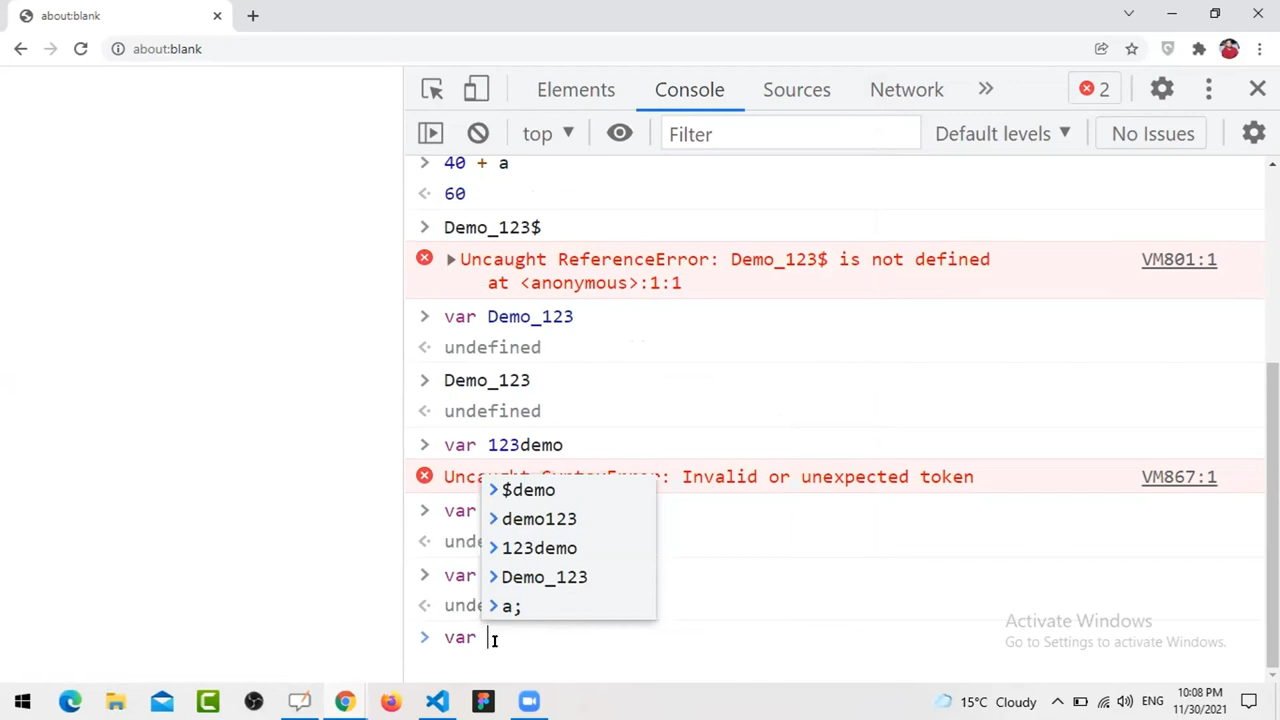 about:blank
about:blank
Elements Console Sources Network 2
top Filter Default levels No Issues
40 + a
60
Demo_123$
Uncaught ReferenceError: Demo_123$ is not defined VM801:1
at <anonymous>:1:1
var Demo_123
undefined
Demo_123
undefined
var 123demo
Uncaught SyntaxError: Invalid or unexpected token VM867:1
$demo
var
demo123
und
123demo
var
Demo_123
unde
a;
var
Activate Windows
Go to Settings to activate Windows.
15°C Cloudy ENG 10:08 PM
11/30/2021